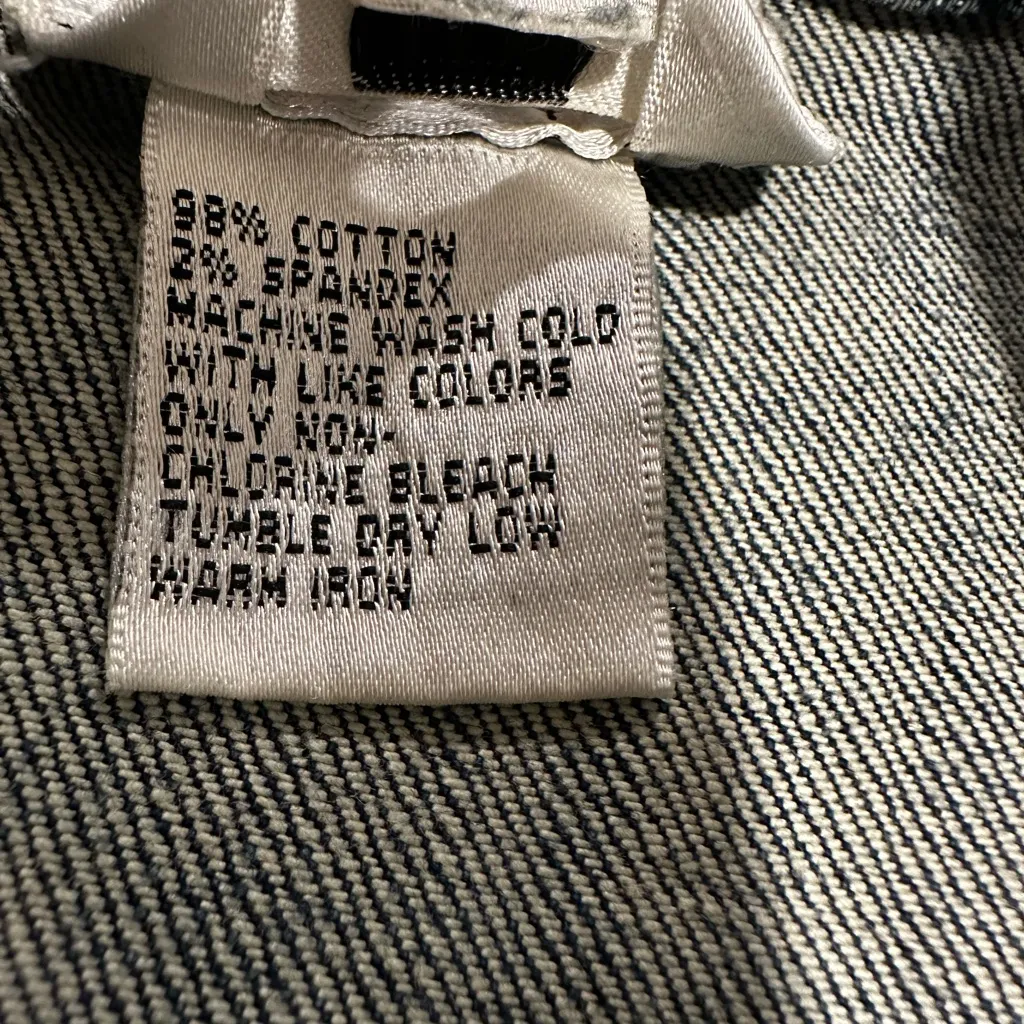 98% COTTON
2% SPANDEX
MACHINE WASH COLD
WITH LIKE COLORS
ONLY NON-
CHLORINE BLEACH
TUMBLE DRY LOW
WARM IRON